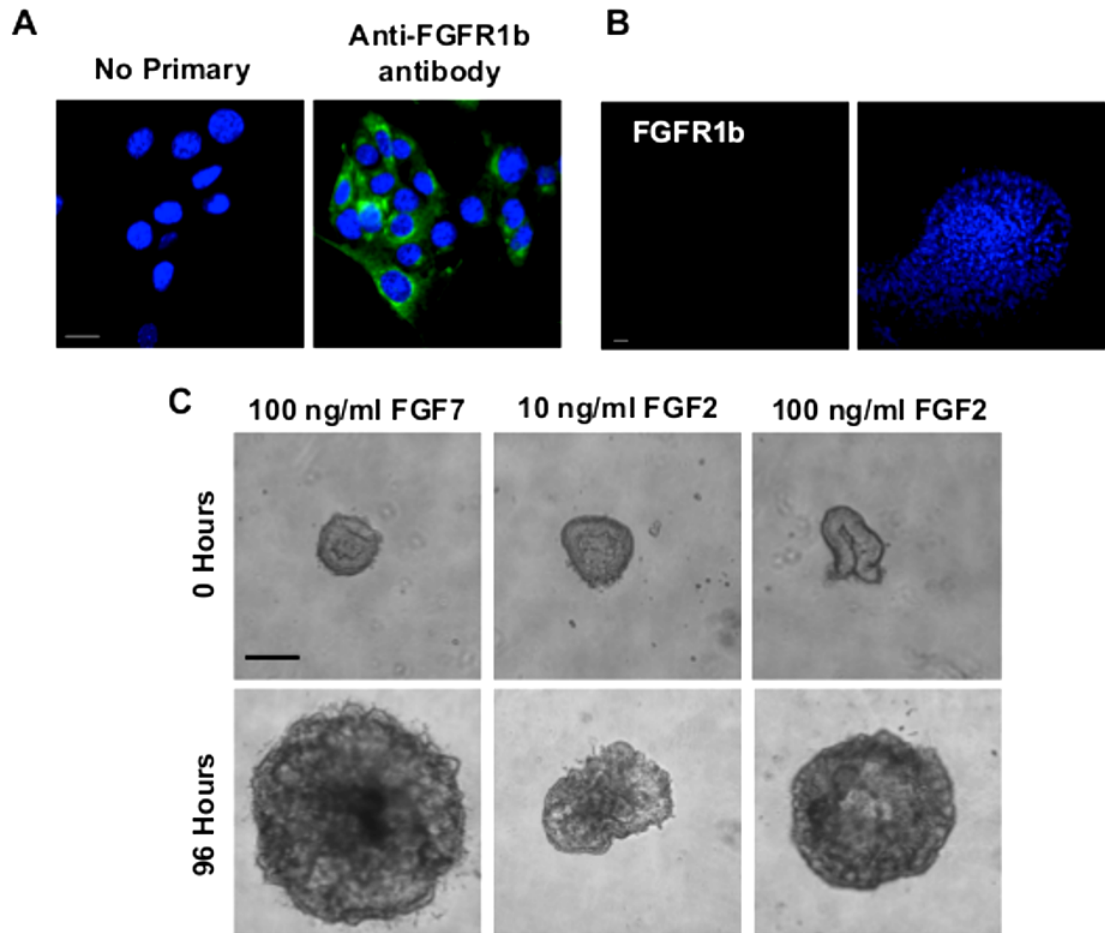 A
No Primary
Anti-FGFR1b
antibody
B
FGFR1b
C
100 ng/ml FGF7
10 ng/ml FGF2
100 ng/ml FGF2
0 Hours
96 Hours